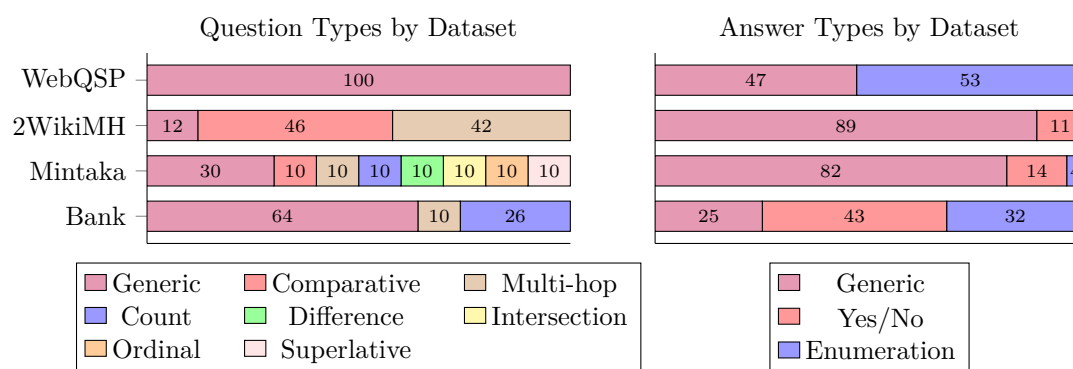 Question Types by Dataset
Answer Types by Dataset
WebQSP 100 47 53
2WikiMH 12 46 42 89 11
Mintaka 30 10 10 10 10 10 10 10 82 14 4
Bank 64 10 26 25 43 32
Generic Comparative Multi-hop
Count Difference Intersection
Ordinal Superlative
Generic
Yes/No
Enumeration